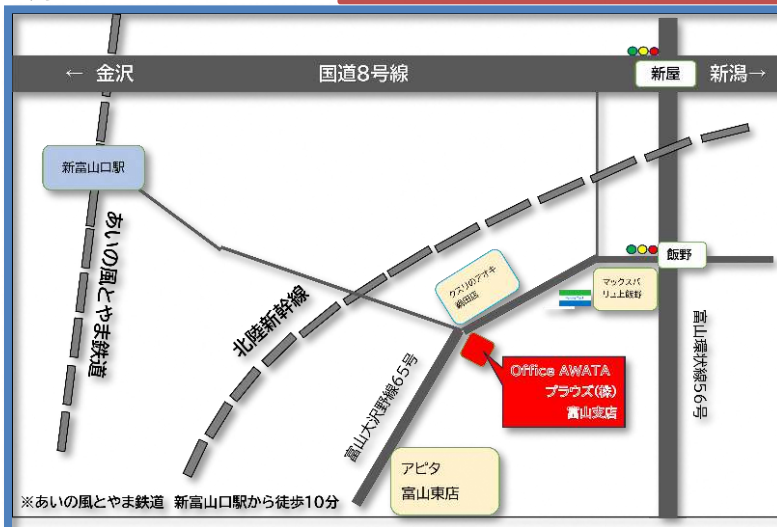 ← 金沢
国道8号線
新屋
新潟→
新富山口駅
あいの風とやま鉄道
北陸新幹線
クスリのアオキ
飯野
マックスバ
リュ上飯野
富山環状線56号
富山大沢野線65号
Office AWATA
プラウズ(株)
富山支店
アピタ
富山東店
※あいの風とやま鉄道 新富山口駅から徒歩10分